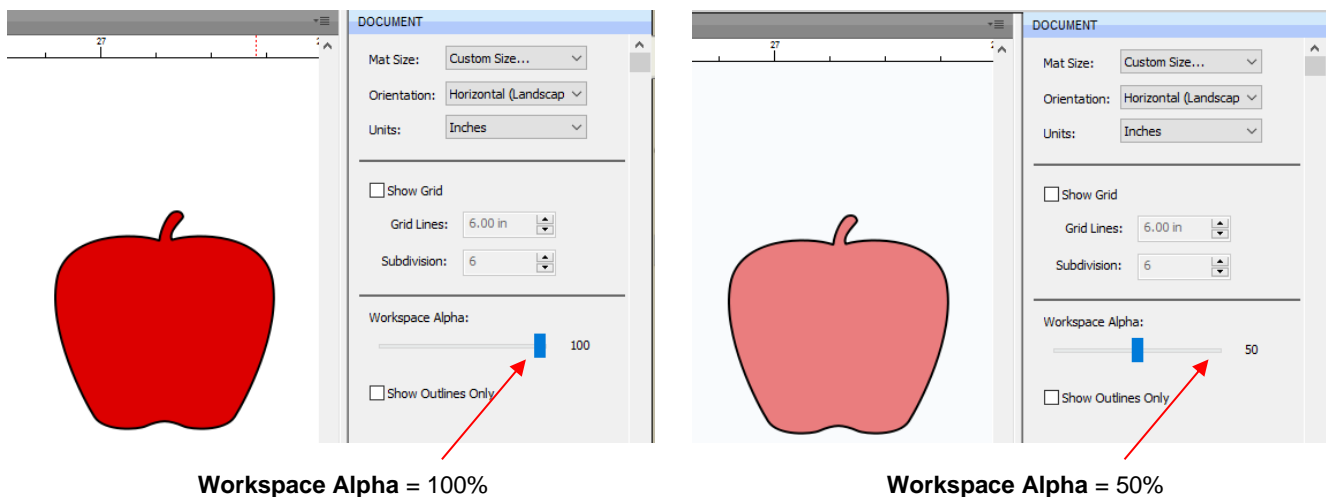 DOCUMENT
27
Mat Size: Custom Size...
Orientation: Horizontal (Landscap
Units: Inches
Show Grid
Grid Lines: 6.00 in
Subdivision: 6
Workspace Alpha:
100
Show Outlines Only
Workspace Alpha = 100%
DOCUMENT
27
Mat Size: Custom Size...
Orientation: Horizontal (Landscap
Units: Inches
Show Grid
Grid Lines: 6.00 in
Subdivision: 6
Workspace Alpha:
50
Show Outlines Only
Workspace Alpha = 50%